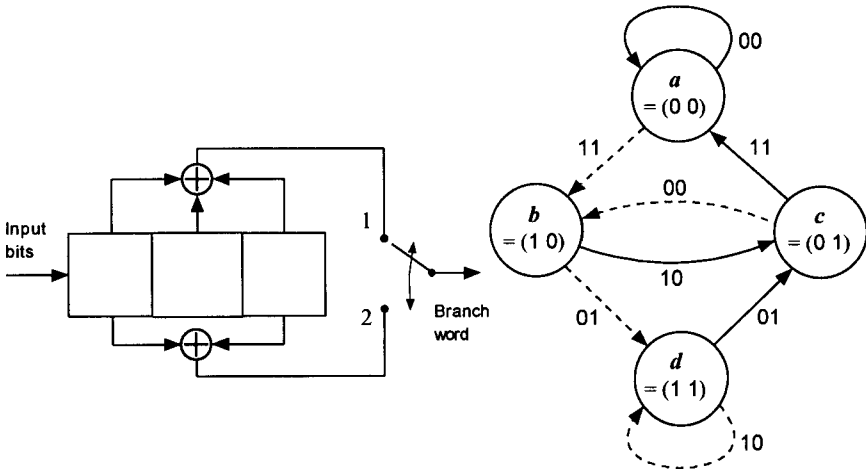 Input
bits
1
2
Branch
word
00
a
= (0 0)
11
11
00
b
= (1 0)
c
= (0 1)
10
01
01
d
= (1 1)
10